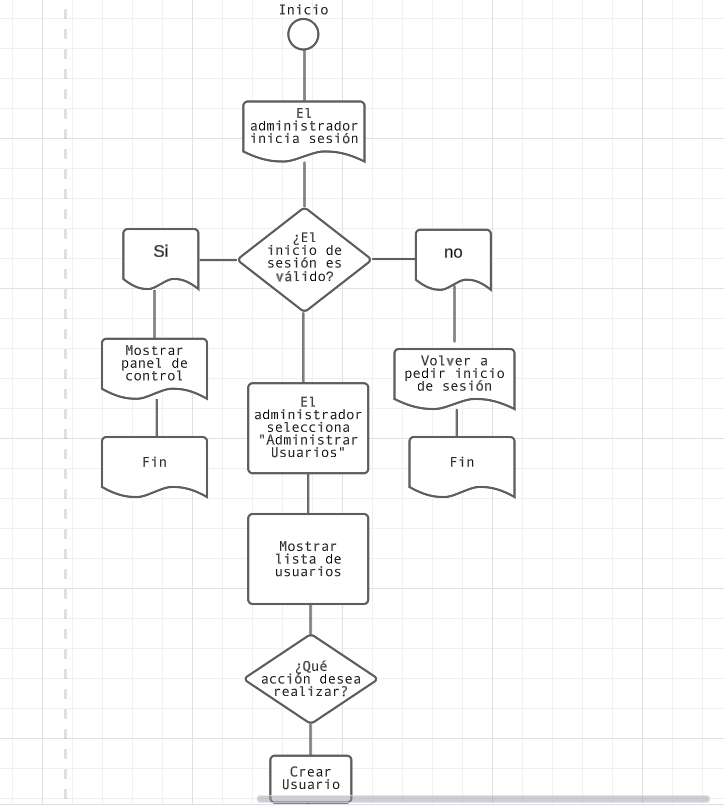 Inicio
El
administrador
inicia sesión
¿El
inicio de
sesión es
válido?
Si
no
Mostrar
panel de
control
Volver a
pedir inicio
de sesión
Fin
Fin
El
administrador
selecciona
"Administrar
Usuarios"
Mostrar
lista de
usuarios
¿Qué
acción desea
realizar?
Crear
Usuario